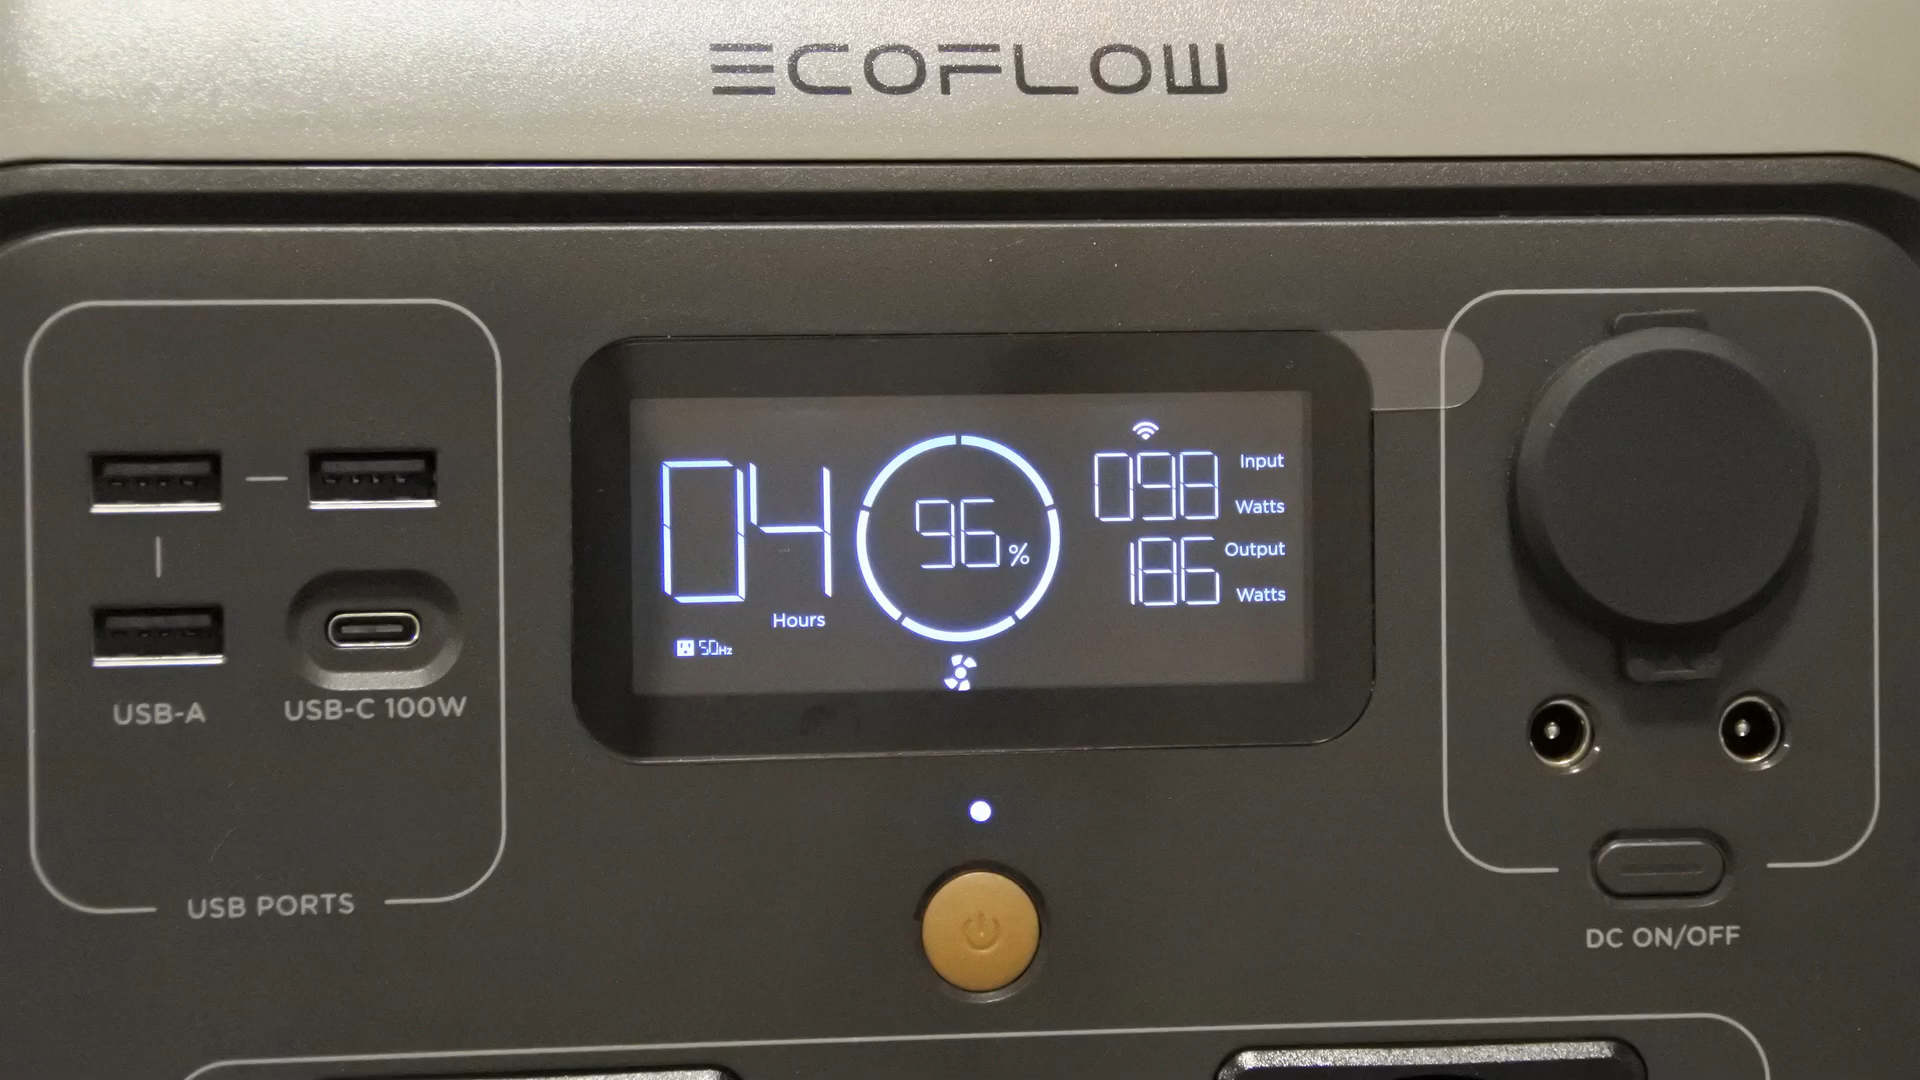 ECOFLOW
04
Hours
50Hz
96%
098 Input
Watts
186 Output
Watts
USB-A
USB-C 100W
USB PORTS
DC ON/OFF